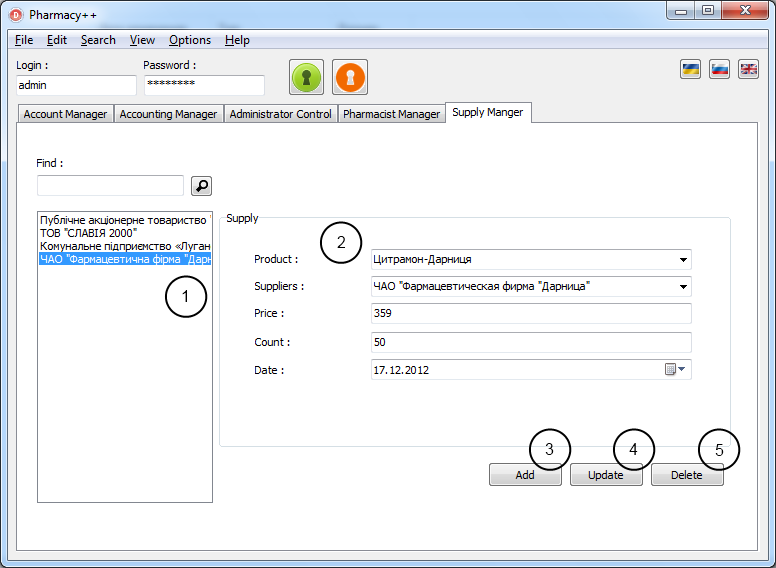 Pharmacy++
File Edit Search View Options Help
Login : Password :
admin ********
Account Manager Accounting Manager Administrator Control Pharmacist Manager Supply Manger
Find :
Публічне акціонерне товариство "
ТОВ "СЛАВІЯ 2000"
Комунальне підприємство «Луган
ЧАО "Фармацевтична фірма "Дарн
1
Supply
2
Product : Цитрамон-Дарниця
Suppliers : ЧАО "Фармацевтическая фирма "Дарница"
Price : 359
Count : 50
Date : 17.12.2012
3 4 5
Add Update Delete